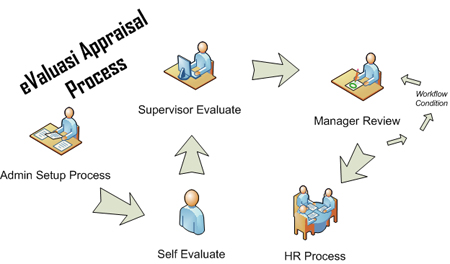 eValuasi Appraisal
Process
Supervisor Evaluate
Manager Review
Workflow
Condition
Admin Setup Process
Self Evaluate
HR Process